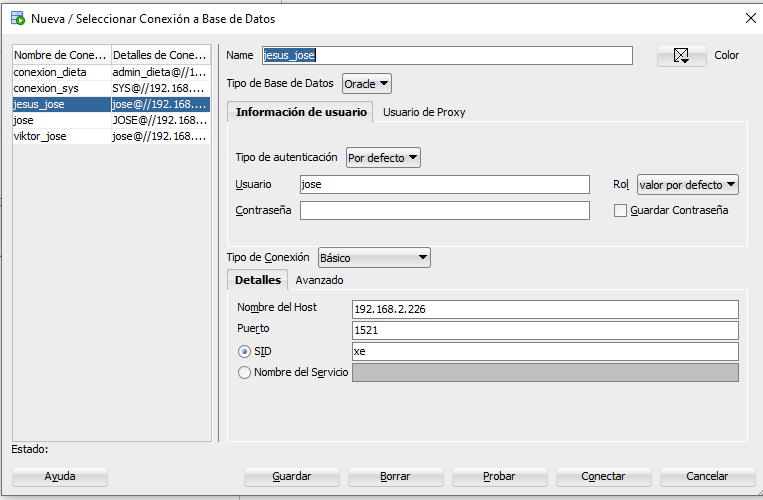 Nueva / Seleccionar Conexión a Base de Datos
Nombre de Cone... Detalles de Cone...
conexion_dieta admin_dieta@//1...
conexion_sys SYS@//192.168....
jesus_jose jose@//192.168....
jose JOSE@//192.168...
viktor_jose jose@//192.168....
Name jesus_jose Color
Tipo de Base de Datos Oracle
Información de usuario Usuario de Proxy
Tipo de autenticación Por defecto
Usuario jose Rol valor por defecto
Contraseña Guardar Contraseña
Tipo de Conexión Básico
Detalles Avanzado
Nombre del Host 192.168.2.226
Puerto 1521
SID xe
Nombre del Servicio
Estado:
Ayuda Guardar Borrar Probar Conectar Cancelar